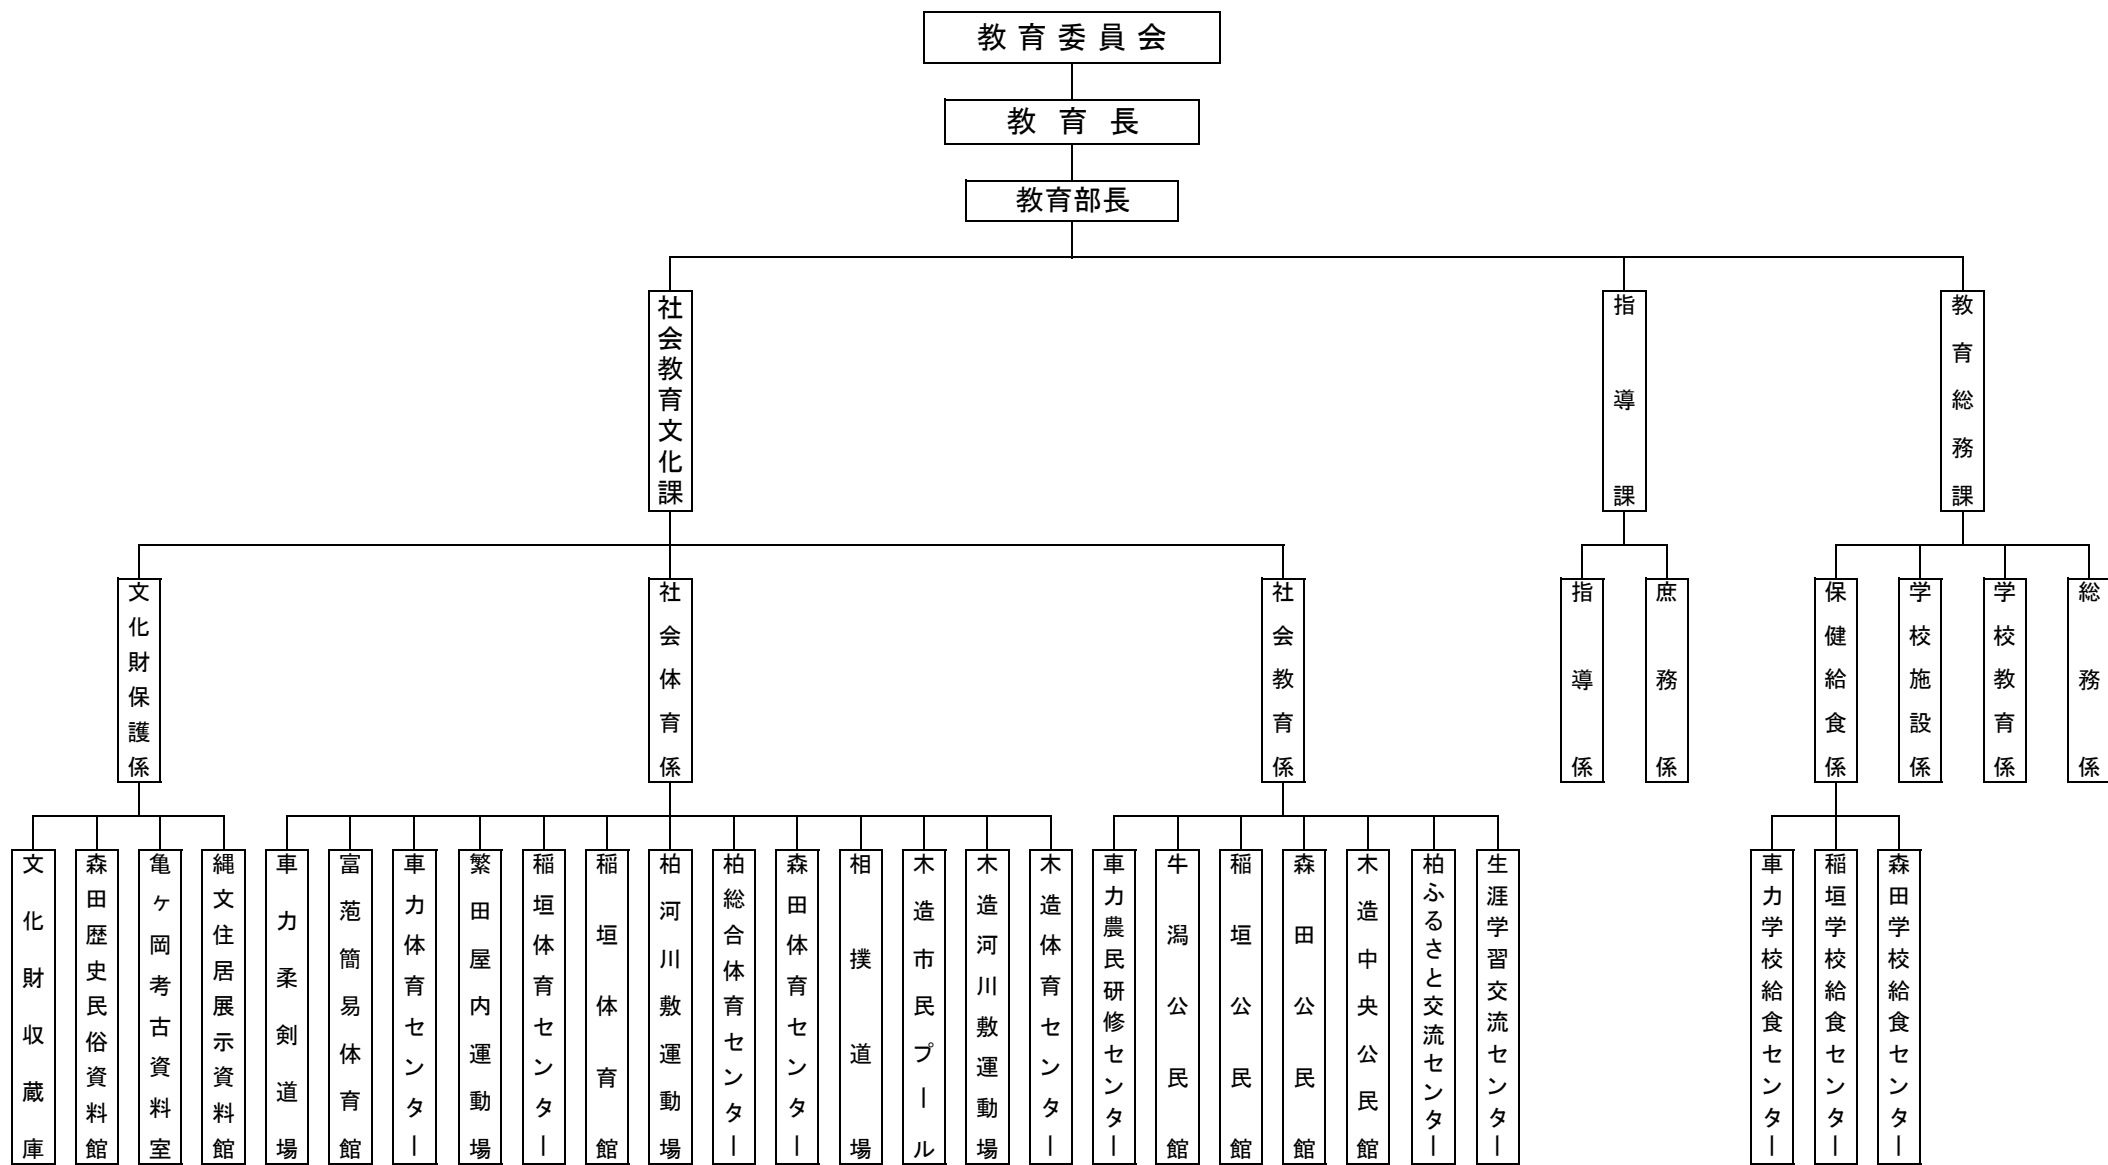 教育委員会
教育長
教育部長
社会教育文化課
指導課
教育総務課
文化財保護係
社会体育係
社会教育係
指導係
庶務係
保健給食係
学校施設係
学校教育係
総務係
文化財収蔵庫
森田歴史民俗資料館
亀ヶ岡考古資料室
縄文住居展示資料館
車力柔剣道場
富萢簡易体育館
車力体育センター
繁田屋内運動場
稲垣体育センター
稲垣体育館
柏河川敷運動場
柏総合体育センター
森田体育センター
相撲道場
木造市民プール
木造河川敷運動場
木造体育センター
車力農民研修センター
牛潟公民館
稲垣公民館
森田公民館
木造中央公民館
柏ふるさと交流センター
生涯学習交流センター
車力学校給食センター
稲垣学校給食センター
森田学校給食センター